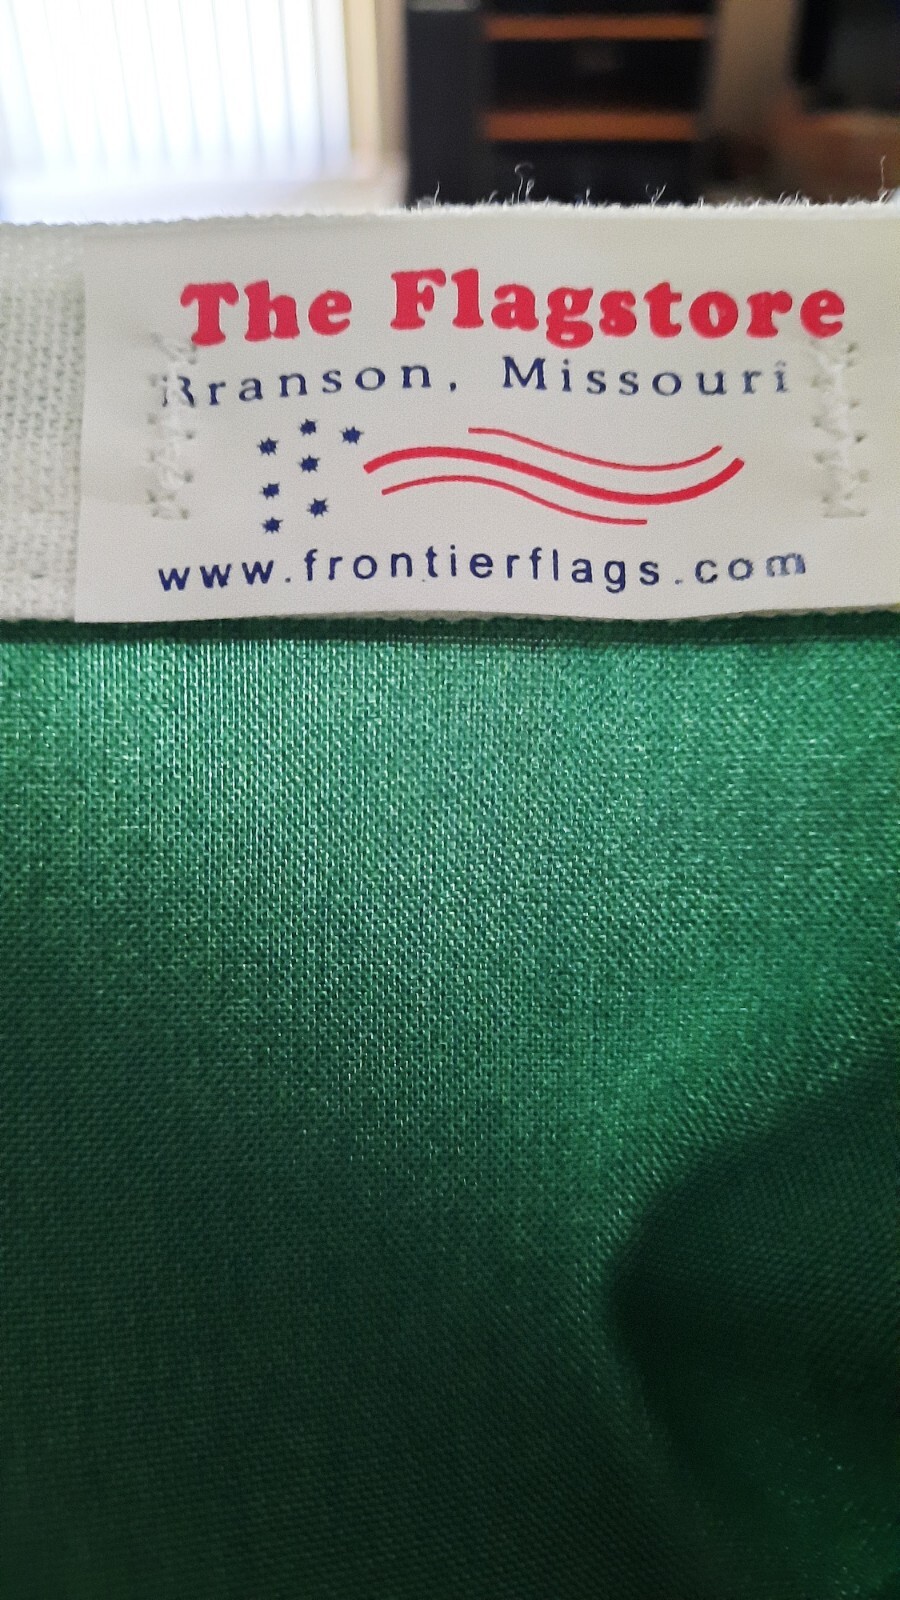 The Flagstore
Branson, Missouri
www.frontierflags.com